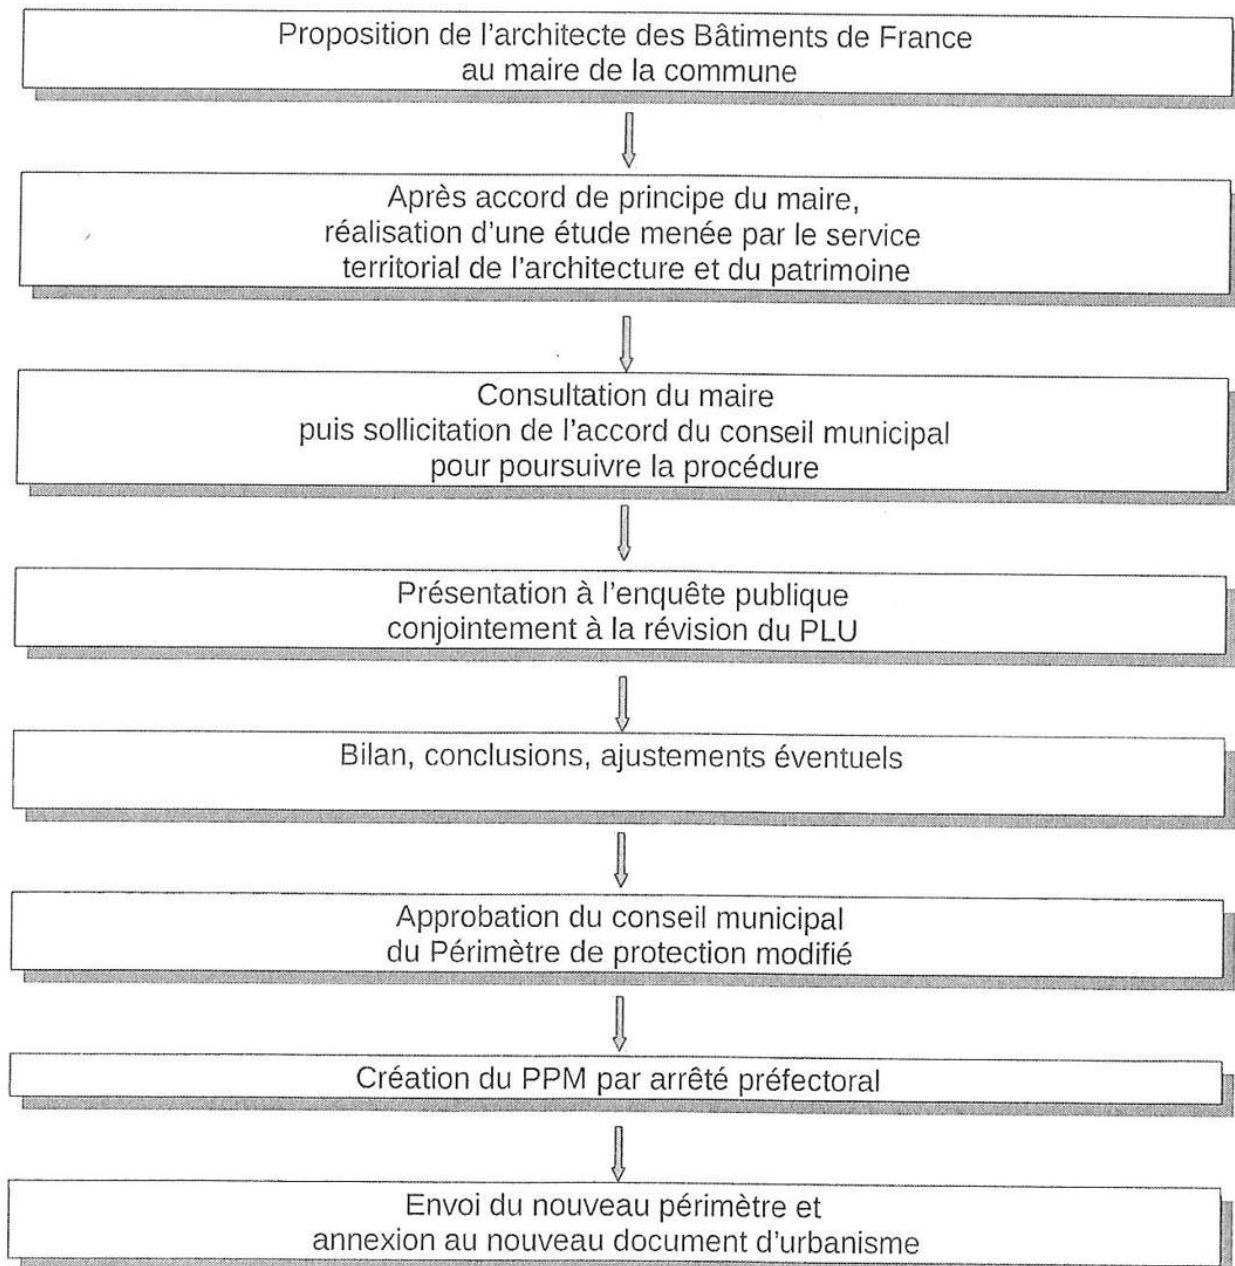 Proposition de l'architecte des Bâtiments de France
au maire de la commune
Après accord de principe du maire,
réalisation d'une étude menée par le service
territorial de l'architecture et du patrimoine
Consultation du maire
puis sollicitation de l'accord du conseil municipal
pour poursuivre la procédure
Présentation à l'enquête publique
conjointement à la révision du PLU
Bilan, conclusions, ajustements éventuels
Approbation du conseil municipal
du Périmètre de protection modifié
Création du PPM par arrêté préfectoral
Envoi du nouveau périmètre et
annexion au nouveau document d'urbanisme